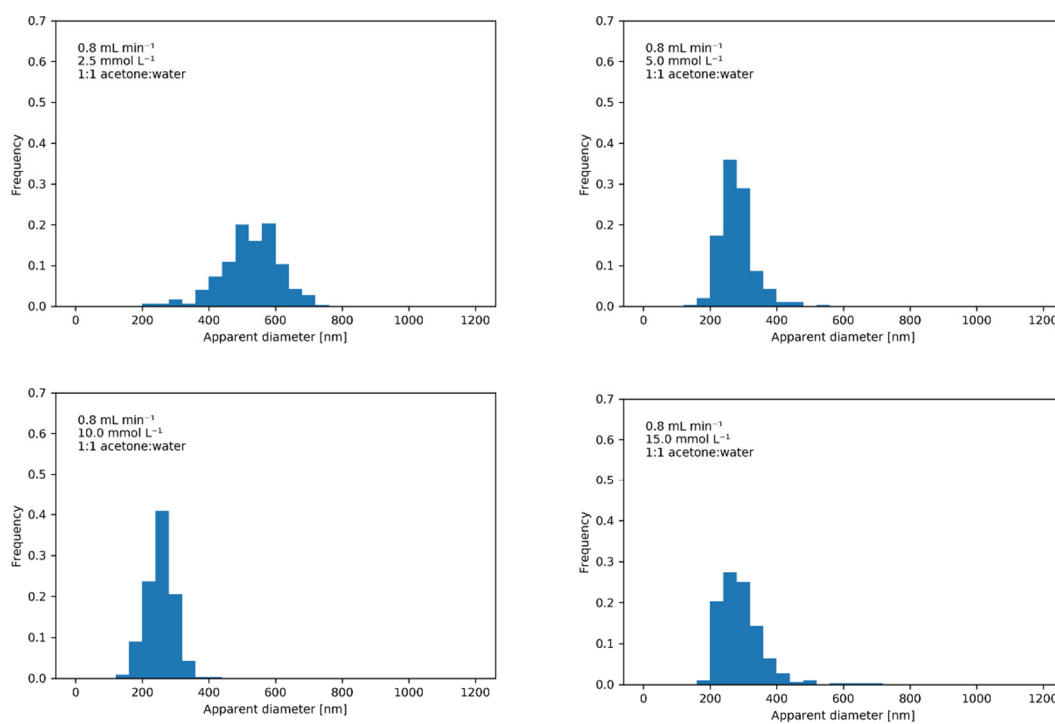 0.7
0.6
0.5
0.4
0.3
0.2
0.1
0.0
Frequency
0.8 mL min⁻¹
2.5 mmol L⁻¹
1:1 acetone:water
0 200 400 600 800 1000 1200
Apparent diameter [nm]
0.7
0.6
0.5
0.4
0.3
0.2
0.1
0.0
Frequency
0.8 mL min⁻¹
5.0 mmol L⁻¹
1:1 acetone:water
0 200 400 600 800 1000 1200
Apparent diameter [nm]
0.7
0.6
0.5
0.4
0.3
0.2
0.1
0.0
Frequency
0.8 mL min⁻¹
10.0 mmol L⁻¹
1:1 acetone:water
0 200 400 600 800 1000 1200
Apparent diameter [nm]
0.7
0.6
0.5
0.4
0.3
0.2
0.1
0.0
Frequency
0.8 mL min⁻¹
15.0 mmol L⁻¹
1:1 acetone:water
0 200 400 600 800 1000 1200
Apparent diameter [nm]